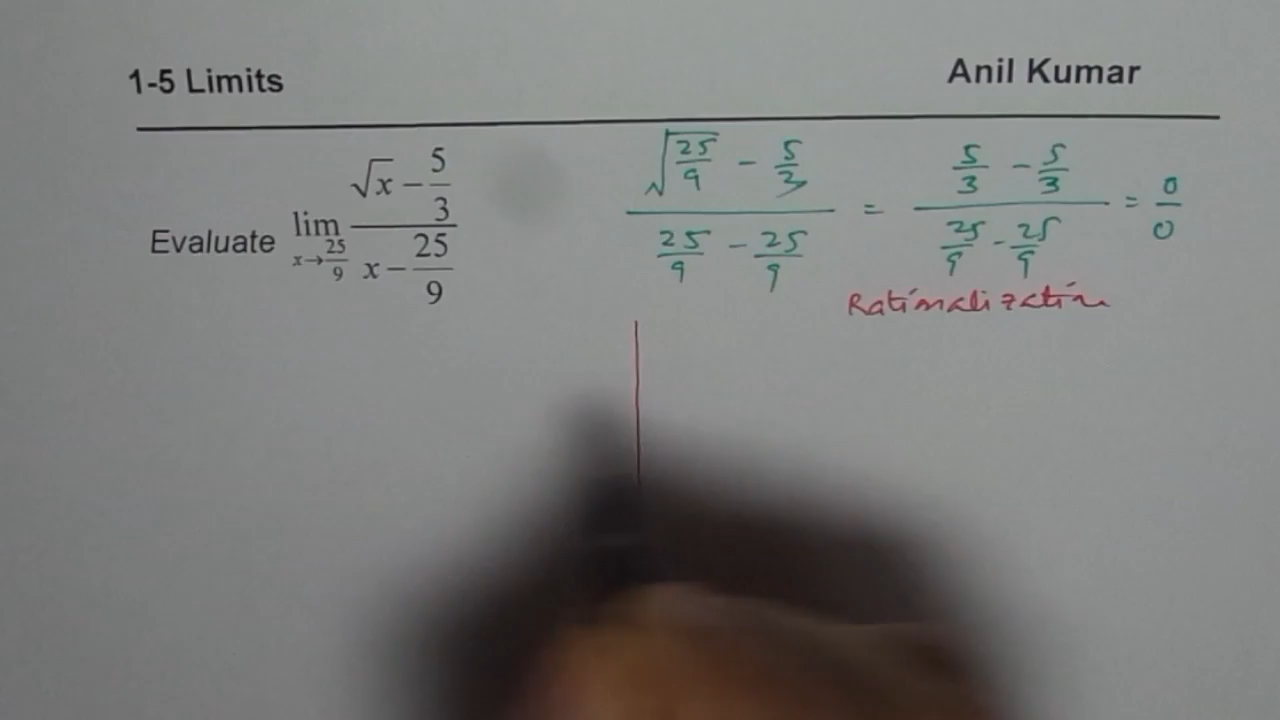 1-5 Limits
Anil Kumar
Evaluate lim x→25/9 (√x − 5/3)/(x − 25/9)
(√(25/9) − 5/3)/(25/9 − 25/9) = (5/3 − 5/3)/(25/9 − 25/9) = 0/0
Rationalization